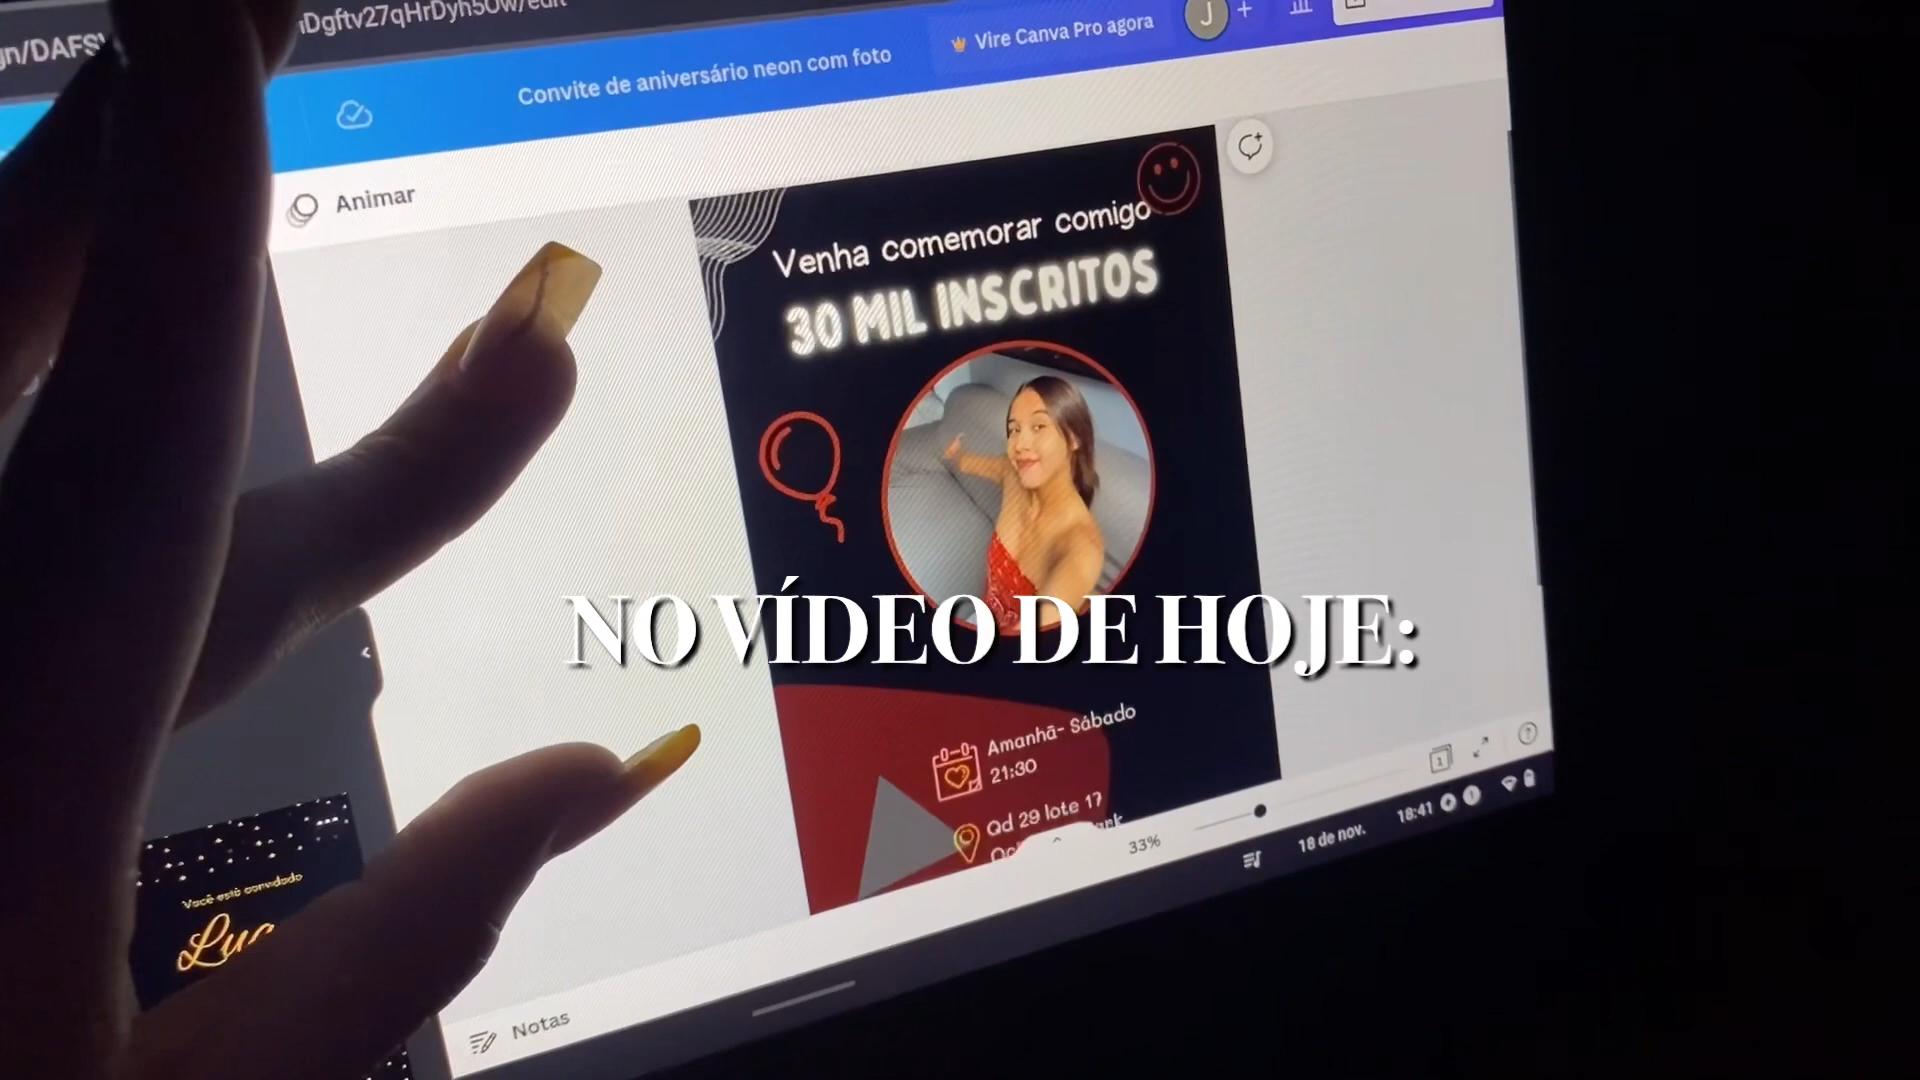 Convite de aniversário neon com foto
Vire Canva Pro agora
J
Animar
Venha comemorar comigo
30 MIL INSCRITOS
NO VÍDEO DE HOJE:
Amanhã- Sábado
21:30
Qd 29 lote 17
33%
18 de nov.
18:41
1
Você está convidado
Notas